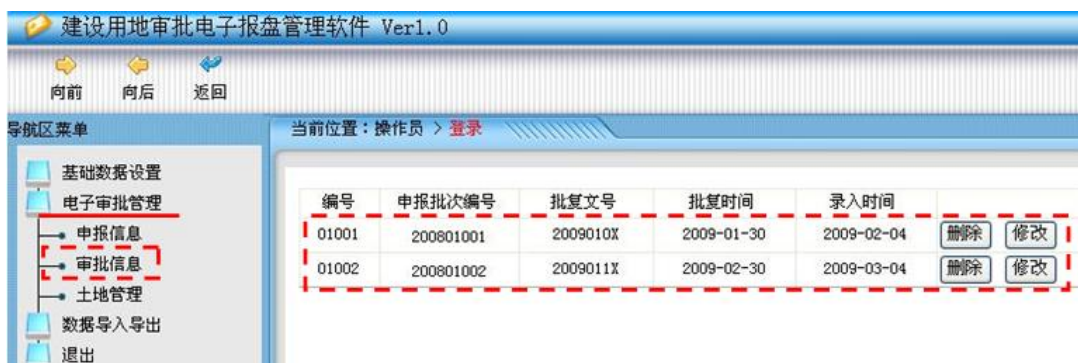 建设用地审批电子报盘管理软件 Ver1.0
向前 向后 返回
导航区菜单
当前位置：操作员 > 登录
基础数据设置
电子审批管理
申报信息
审批信息
土地管理
数据导入导出
退出
编号 申报批次编号 批复文号 批复时间 录入时间
01001 200801001 2009010X 2009-01-30 2009-02-04 删除 修改
01002 200801002 2009011X 2009-02-30 2009-03-04 删除 修改